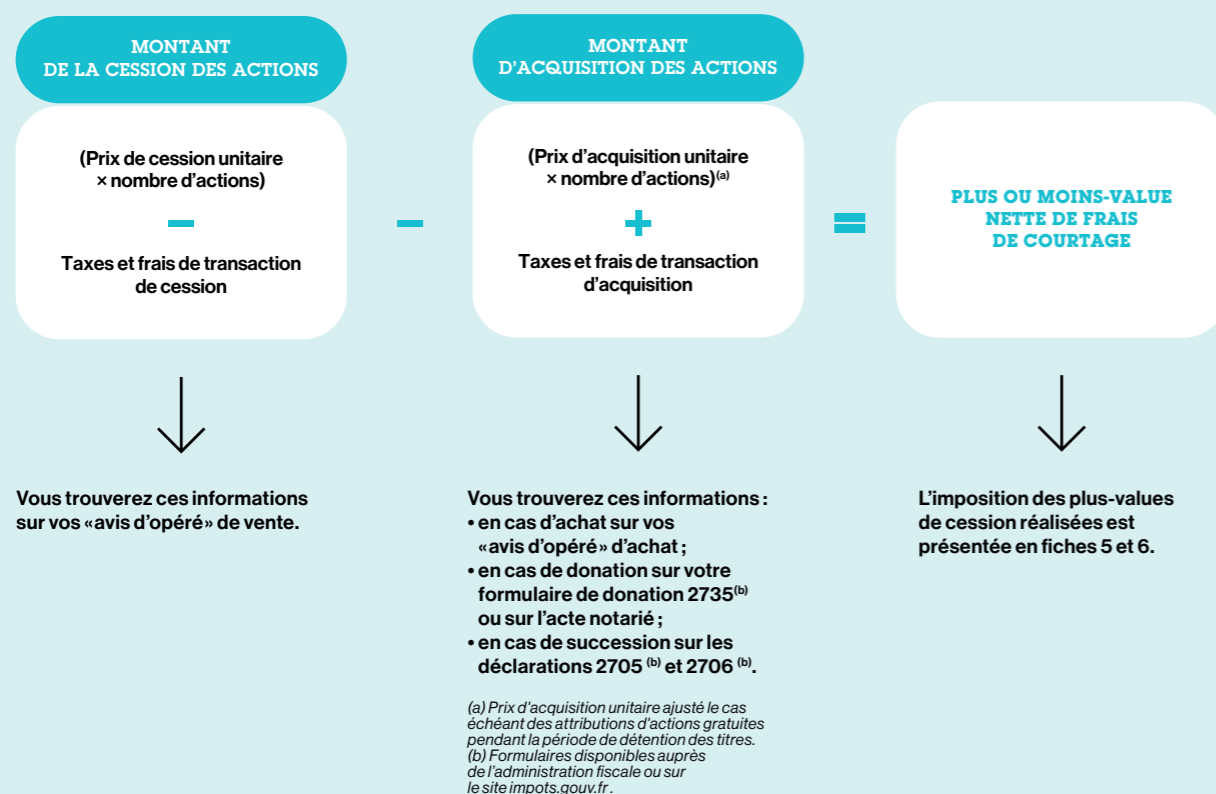 MONTANT
DE LA CESSION DES ACTIONS
(Prix de cession unitaire
× nombre d'actions)
–
Taxes et frais de transaction
de cession
–
MONTANT
D'ACQUISITION DES ACTIONS
(Prix d'acquisition unitaire
× nombre d'actions)(a)
+
Taxes et frais de transaction
d'acquisition
=
PLUS OU MOINS-VALUE
NETTE DE FRAIS
DE COURTAGE
Vous trouverez ces informations
sur vos «avis d'opéré» de vente.
Vous trouverez ces informations :
• en cas d'achat sur vos
«avis d'opéré» d'achat ;
• en cas de donation sur votre
formulaire de donation 2735(b)
ou sur l'acte notarié ;
• en cas de succession sur les
déclarations 2705 (b) et 2706 (b).
(a) Prix d'acquisition unitaire ajusté le cas
échéant des attributions d'actions gratuites
pendant la période de détention des titres.
(b) Formulaires disponibles auprès
de l'administration fiscale ou sur
le site impots.gouv.fr .
L'imposition des plus-values
de cession réalisées est
présentée en fiches 5 et 6.